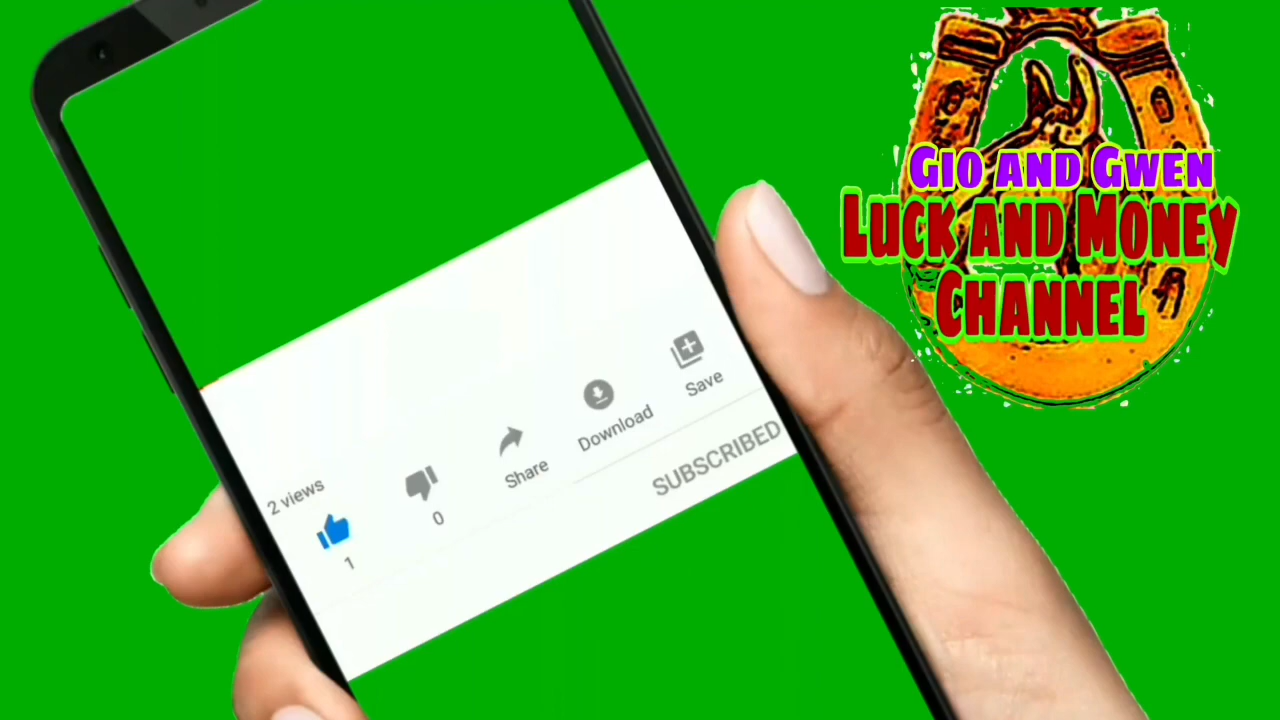 Gio and Gwen
Luck and Money
Channel
2 views
1
0
Share
Download
Save
SUBSCRIBED